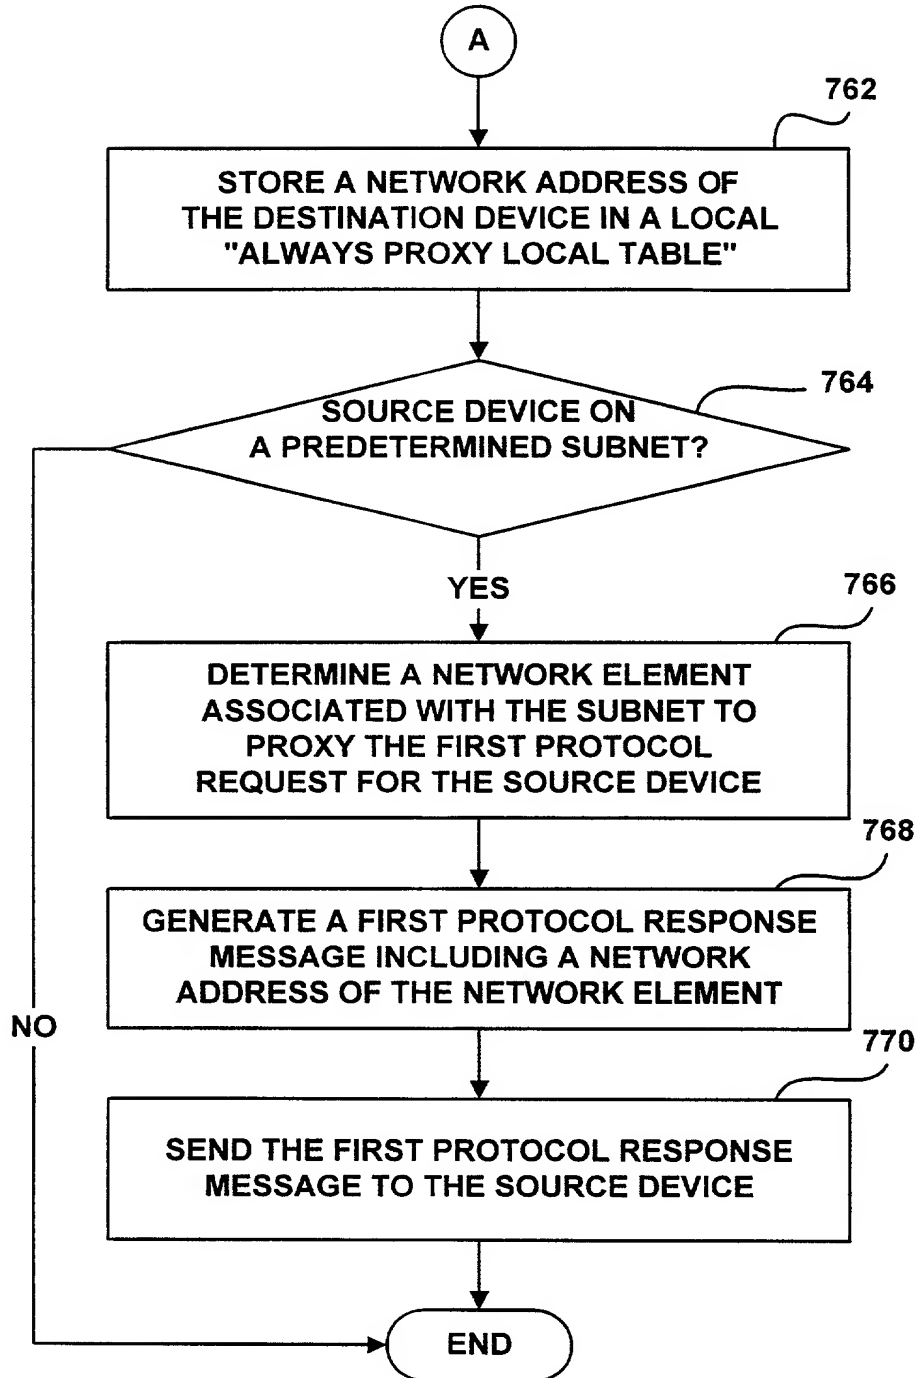 A
762
STORE A NETWORK ADDRESS OF
THE DESTINATION DEVICE IN A LOCAL
"ALWAYS PROXY LOCAL TABLE"
764
SOURCE DEVICE ON
A PREDETERMINED SUBNET?
YES
766
DETERMINE A NETWORK ELEMENT
ASSOCIATED WITH THE SUBNET TO
PROXY THE FIRST PROTOCOL
REQUEST FOR THE SOURCE DEVICE
768
GENERATE A FIRST PROTOCOL RESPONSE
MESSAGE INCLUDING A NETWORK
ADDRESS OF THE NETWORK ELEMENT
NO
770
SEND THE FIRST PROTOCOL RESPONSE
MESSAGE TO THE SOURCE DEVICE
END